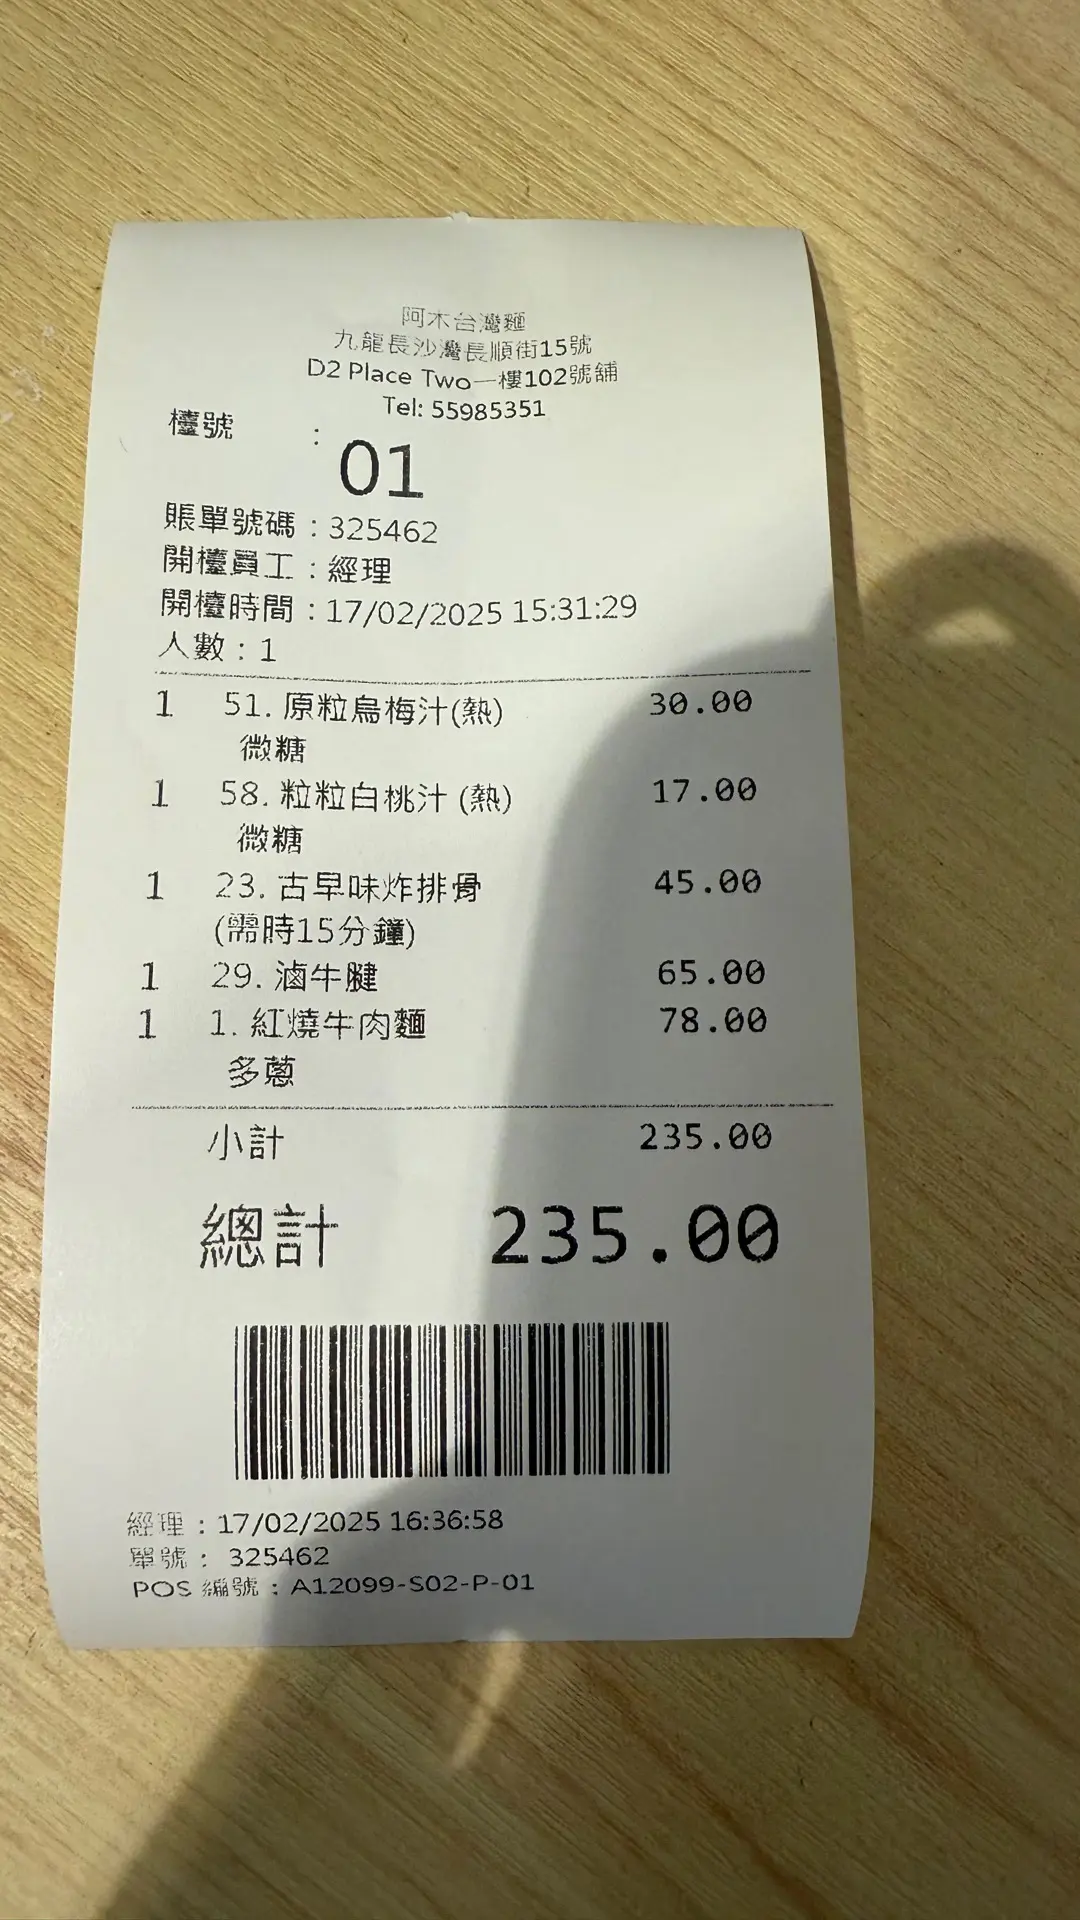 阿木台灣麵
九龍長沙灣長順街15號
D2 Place Two一樓102號舖
Tel: 55985351
檯號 : 01
賬單號碼 : 325462
開檯員工 : 經理
開檯時間 : 17/02/2025 15:31:29
人數 : 1
1 51. 原粒烏梅汁(熱) 30.00
微糖
1 58. 粒粒白桃汁 (熱) 17.00
微糖
1 23. 古早味炸排骨 45.00
(需時15分鐘)
1 29. 滷牛腱 65.00
1 1. 紅燒牛肉麵 78.00
多蔥
小計 235.00
總計 235.00
經理 : 17/02/2025 16:36:58
單號 : 325462
POS 編號 : A12099-S02-P-01